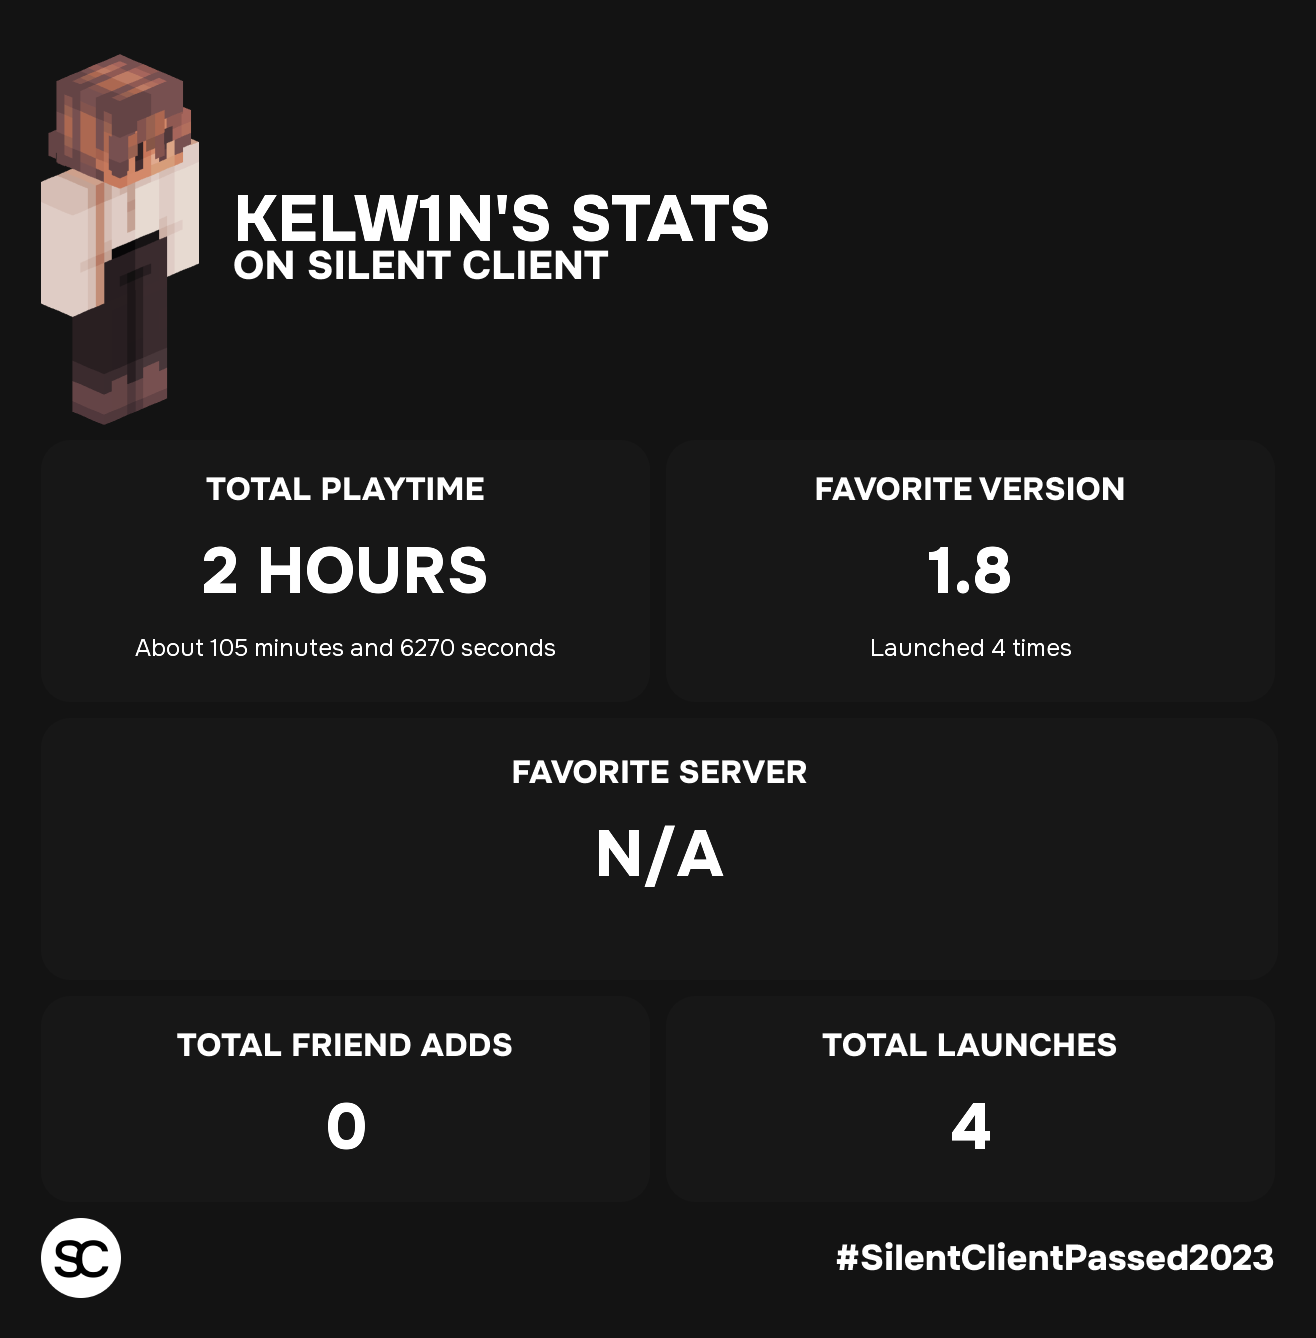 KELW1N'S STATS
ON SILENT CLIENT
TOTAL PLAYTIME
2 HOURS
About 105 minutes and 6270 seconds
FAVORITE VERSION
1.8
Launched 4 times
FAVORITE SERVER
N/A
TOTAL FRIEND ADDS
0
TOTAL LAUNCHES
4
SC
#SilentClientPassed2023